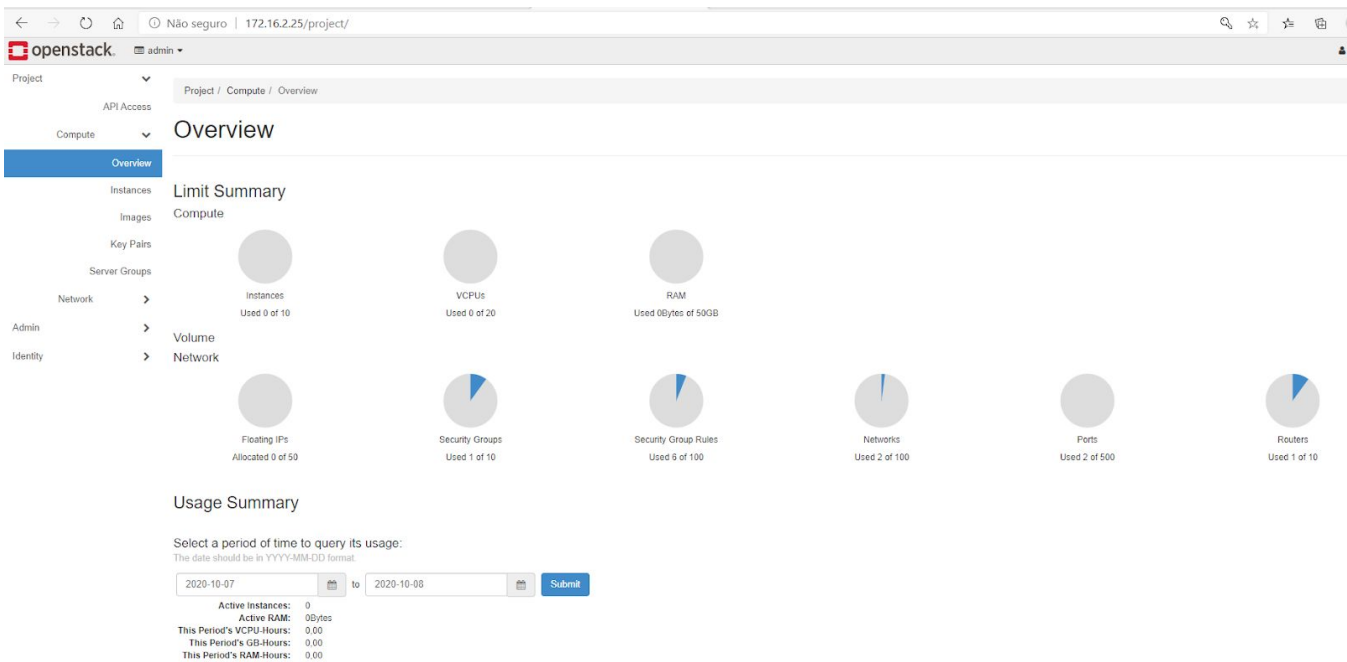 Não seguro | 172.16.2.25/project/
openstack. admin
Project
API Access
Compute
Overview
Instances
Images
Key Pairs
Server Groups
Network
Admin
Identity
Project / Compute / Overview
Overview
Limit Summary
Compute
Instances
Used 0 of 10
VCPUs
Used 0 of 20
RAM
Used 0Bytes of 50GB
Volume
Network
Floating IPs
Allocated 0 of 50
Security Groups
Used 1 of 10
Security Group Rules
Used 6 of 100
Networks
Used 2 of 100
Ports
Used 2 of 500
Routers
Used 1 of 10
Usage Summary
Select a period of time to query its usage:
The date should be in YYYY-MM-DD format.
2020-10-07 to 2020-10-08 Submit
Active Instances: 0
Active RAM: 0Bytes
This Period's VCPU-Hours: 0,00
This Period's GB-Hours: 0,00
This Period's RAM-Hours: 0,00